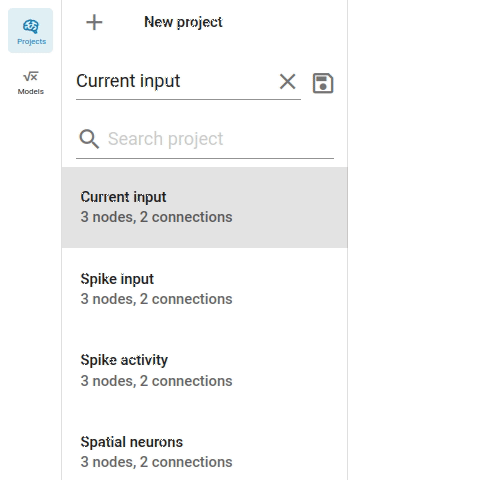 New project
Projects
Current input
√x
Models
Search project
Current input
3 nodes, 2 connections
Spike input
3 nodes, 2 connections
Spike activity
3 nodes, 2 connections
Spatial neurons
3 nodes, 2 connections